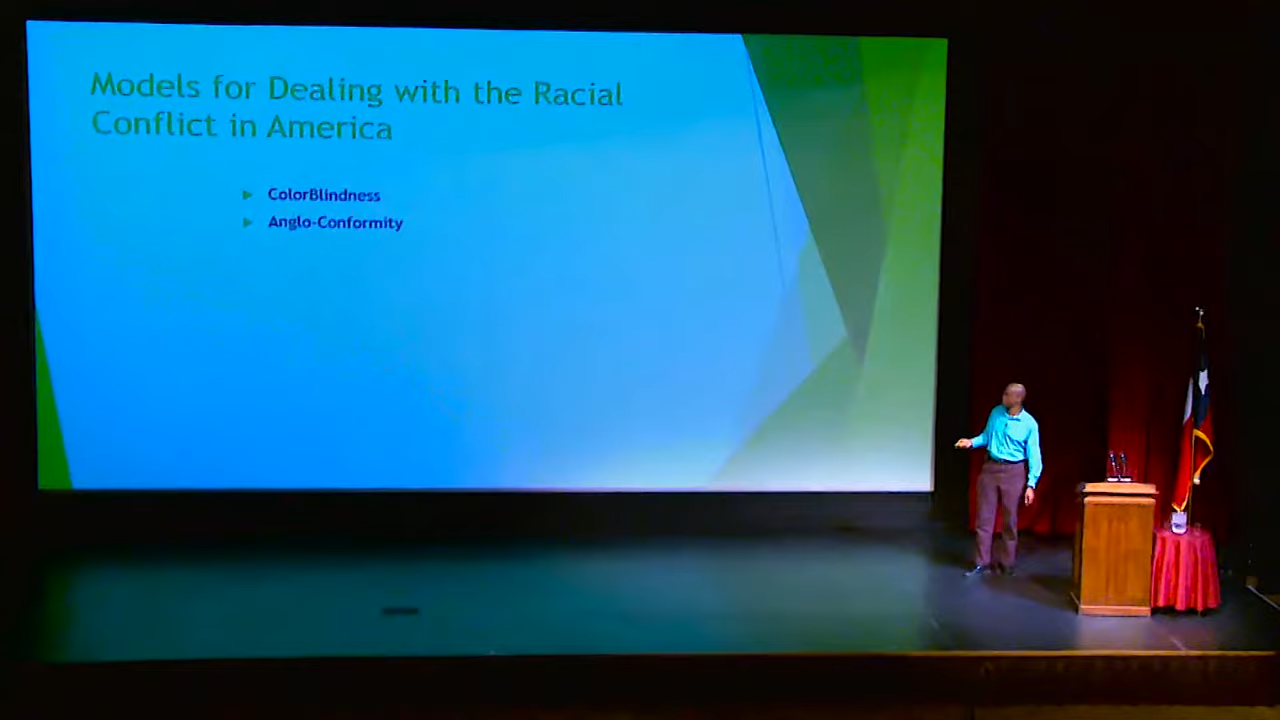 Models for Dealing with the Racial
Conflict in America
ColorBlindness
Anglo-Conformity